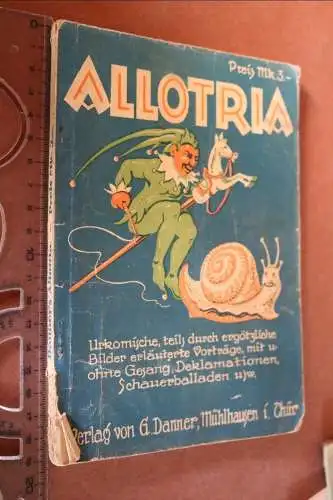 Preis Mk. 3.-
ALLOTRIA
Urkomische, teils durch ergötzliche
Bilder erläuterte Vorträge, mit u.
ohne Gesang, Deklamationen,
Schauerballaden usw.
Verlag von G. Danner, Mühlhausen i. Thür